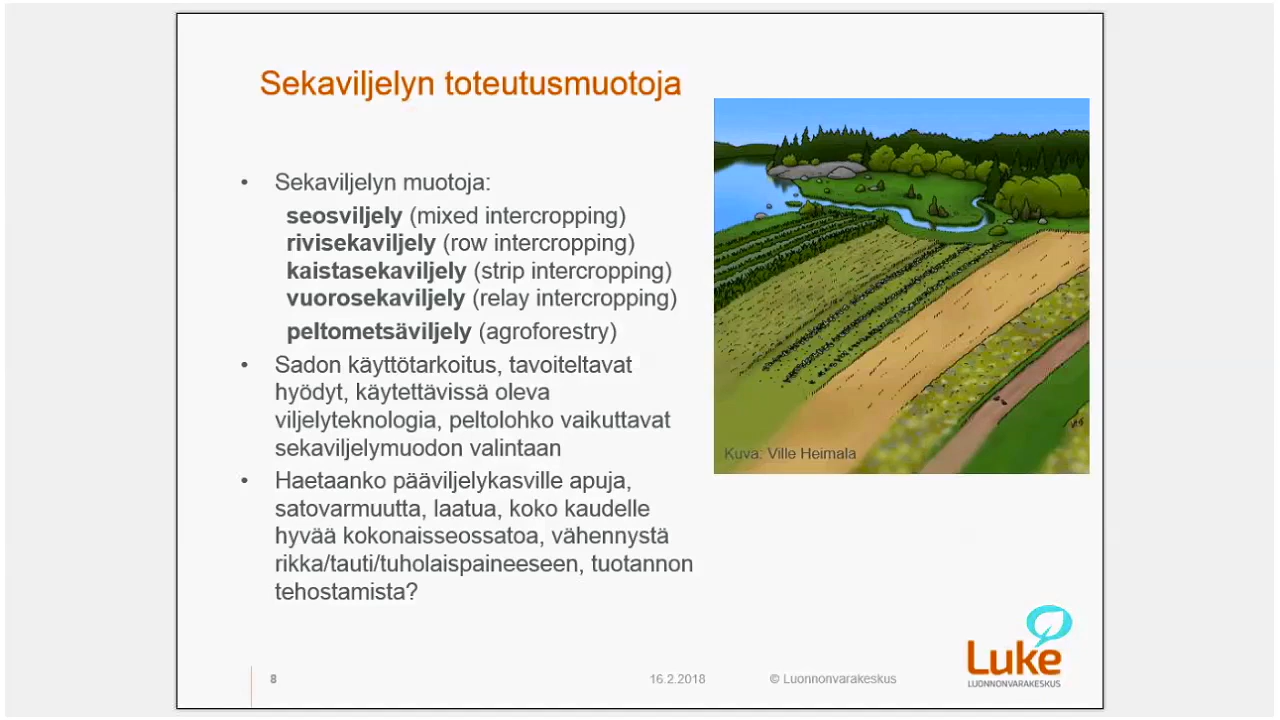 Sekaviljelyn toteutusmuotoja
• Sekaviljelyn muotoja:
seosviljely (mixed intercropping)
rivisekaviljely (row intercropping)
kaistasekaviljely (strip intercropping)
vuorosekaviljely (relay intercropping)
peltometsäviljely (agroforestry)
• Sadon käyttötarkoitus, tavoiteltavat
hyödyt, käytettävissä oleva
viljelyteknologia, peltolohko vaikuttavat
sekaviljelymuodon valintaan
• Haetaanko pääviljelykasville apuja,
satovarmuutta, laatua, koko kaudelle
hyvää kokonaisseossatoa, vähennystä
rikka/tauti/tuholaispaineeseen, tuotannon
tehostamista?
Kuva: Ville Heimala
8
16.2.2018
© Luonnonvarakeskus
Luke
LUONNONVARAKESKUS